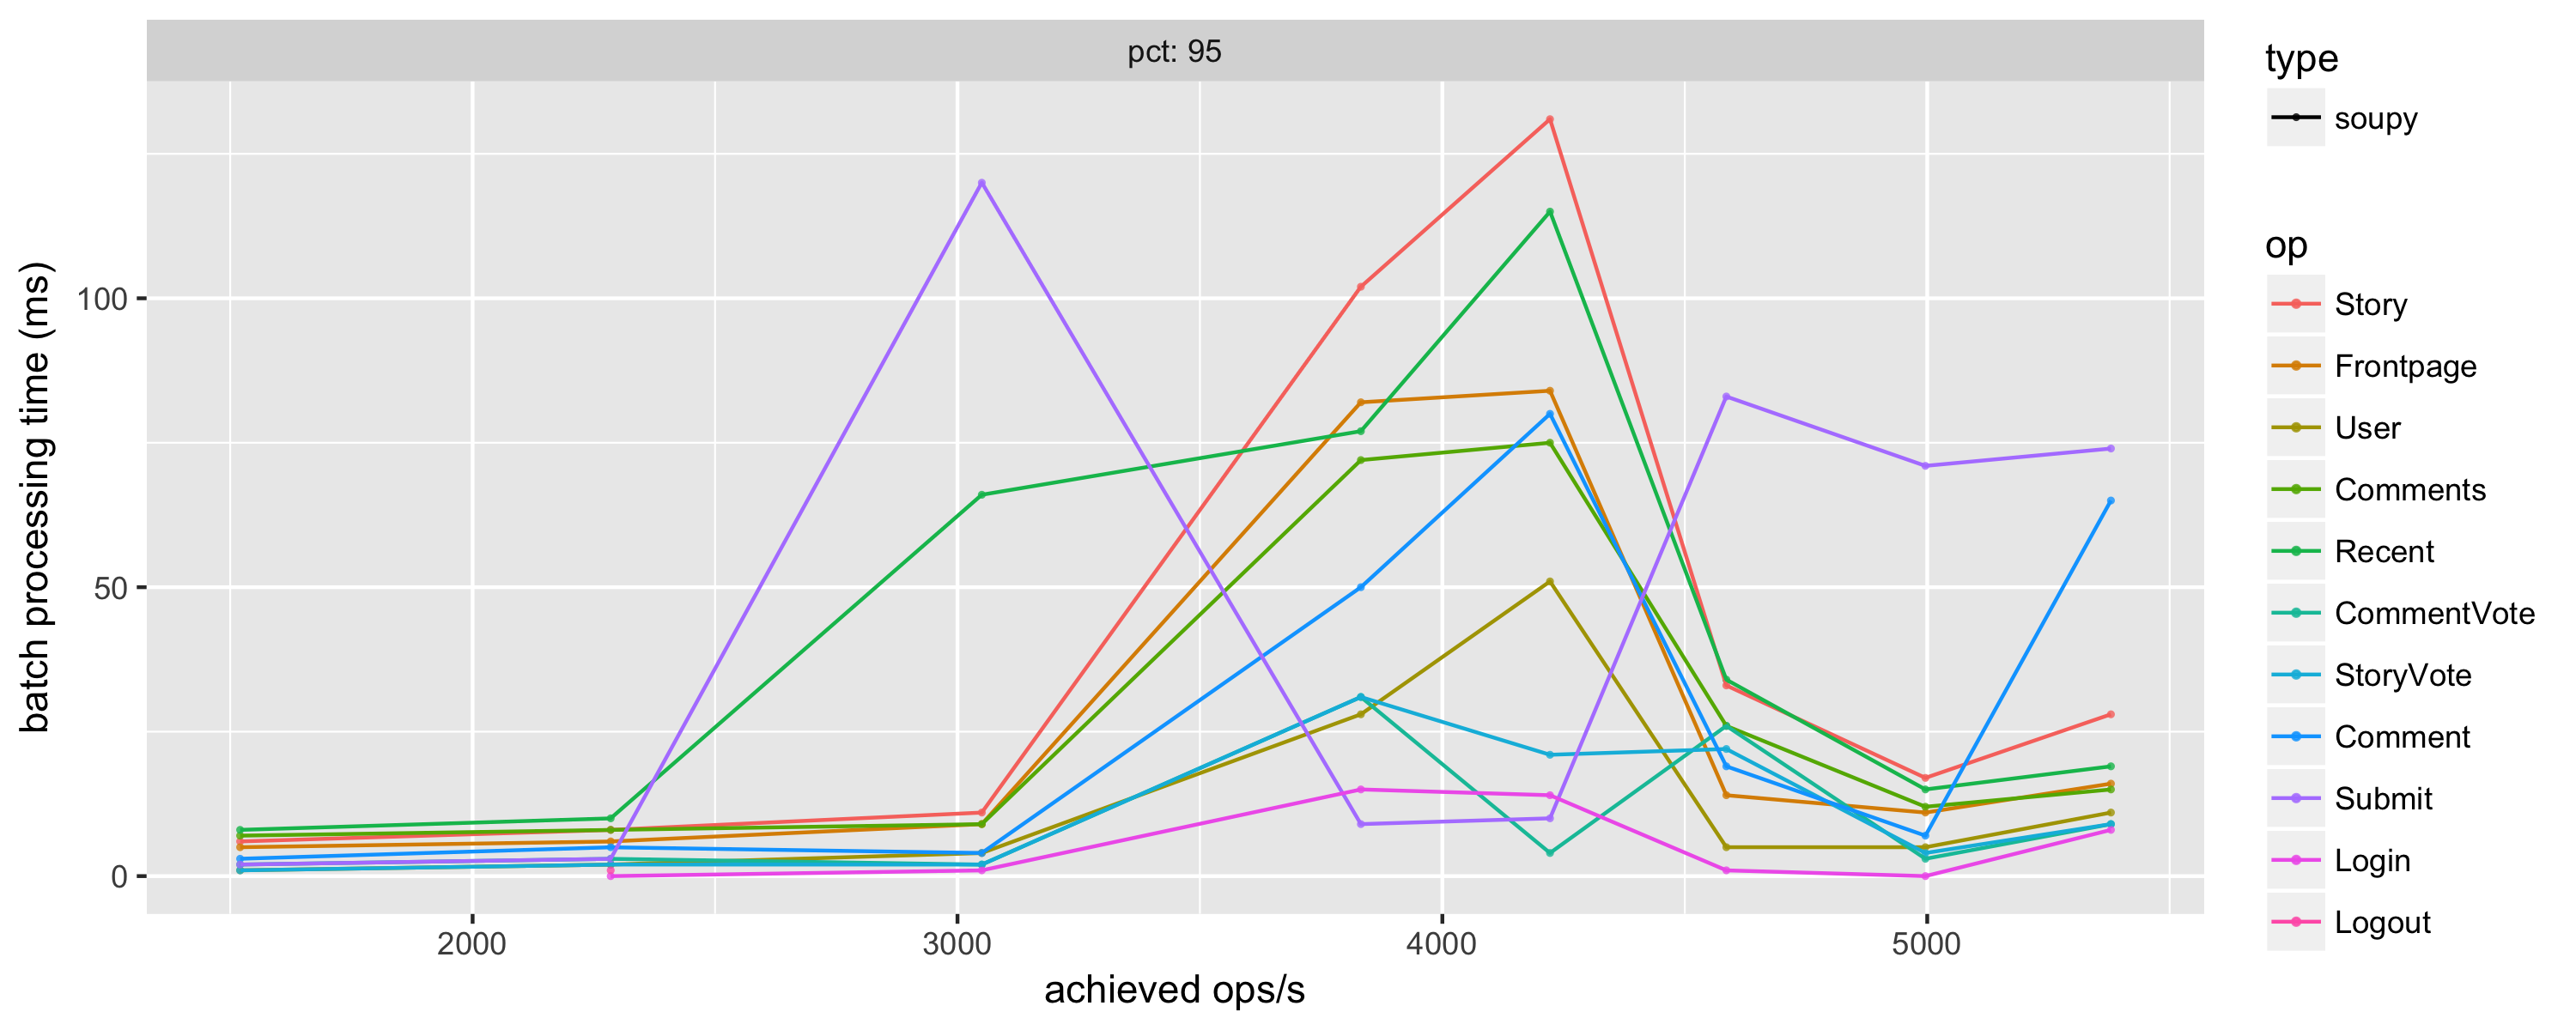 pct: 95
batch processing time (ms)
100
50
0
2000 3000 4000 5000
achieved ops/s
type
soupy
op
Story
Frontpage
User
Comments
Recent
CommentVote
StoryVote
Comment
Submit
Login
Logout